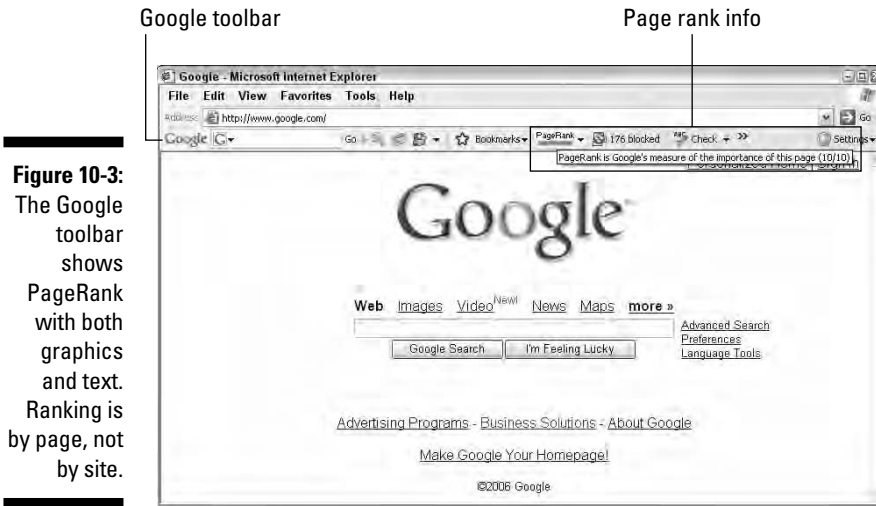 Google toolbar
Page rank info
Google - Microsoft Internet Explorer
File Edit View Favorites Tools Help
Address http://www.google.com/ Go
Google G Go Bookmarks PageRank 176 blocked Check Settings
PageRank is Google's measure of the importance of this page (10/10)
Personalized Home | Sign in
Google
Web Images Video New! News Maps more »
Advanced Search
Preferences
Language Tools
Google Search I'm Feeling Lucky
Advertising Programs - Business Solutions - About Google
Make Google Your Homepage!
©2006 Google
Figure 10-3:
The Google
toolbar
shows
PageRank
with both
graphics
and text.
Ranking is
by page, not
by site.